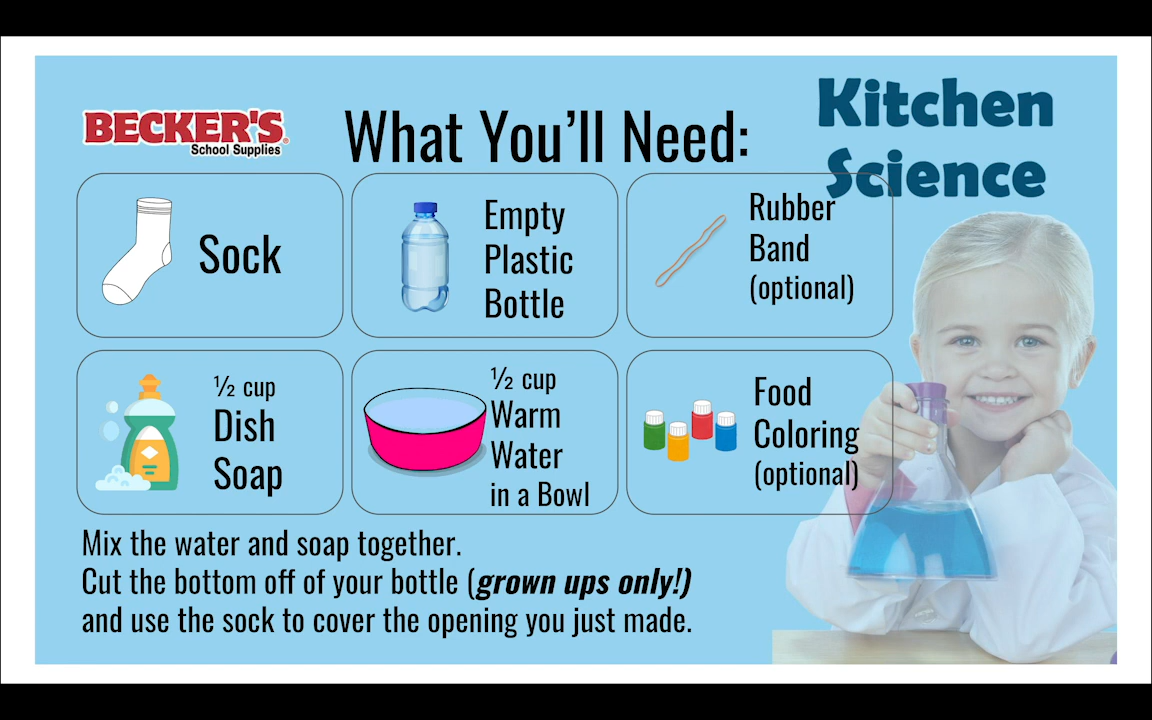 BECKER'S
School Supplies
What You'll Need:
Kitchen
Science
Sock
Empty
Plastic
Bottle
Rubber
Band
(optional)
½ cup
Dish
Soap
½ cup
Warm
Water
in a Bowl
Food
Coloring
(optional)
Mix the water and soap together.
Cut the bottom off of your bottle (grown ups only!)
and use the sock to cover the opening you just made.